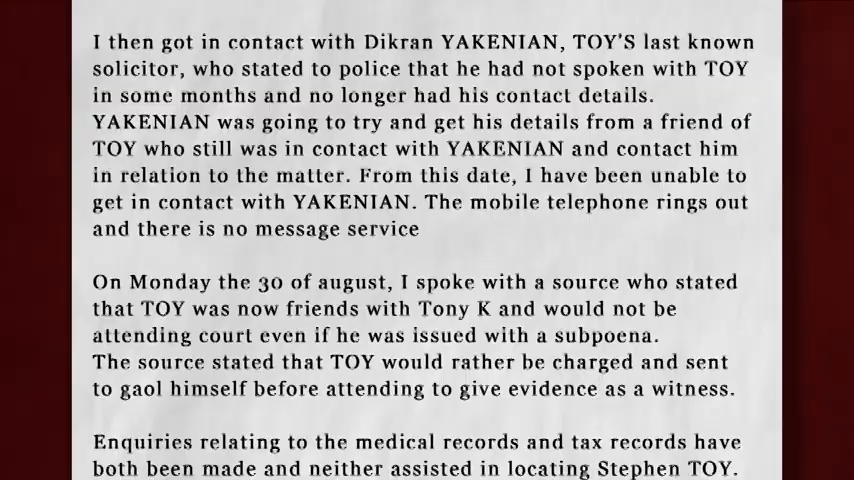 I then got in contact with Dikran YAKENIAN, TOY'S last known
solicitor, who stated to police that he had not spoken with TOY
in some months and no longer had his contact details.
YAKENIAN was going to try and get his details from a friend of
TOY who still was in contact with YAKENIAN and contact him
in relation to the matter. From this date, I have been unable to
get in contact with YAKENIAN. The mobile telephone rings out
and there is no message service
On Monday the 30 of august, I spoke with a source who stated
that TOY was now friends with Tony K and would not be
attending court even if he was issued with a subpoena.
The source stated that TOY would rather be charged and sent
to gaol himself before attending to give evidence as a witness.
Enquiries relating to the medical records and tax records have
both been made and neither assisted in locating Stephen TOY.